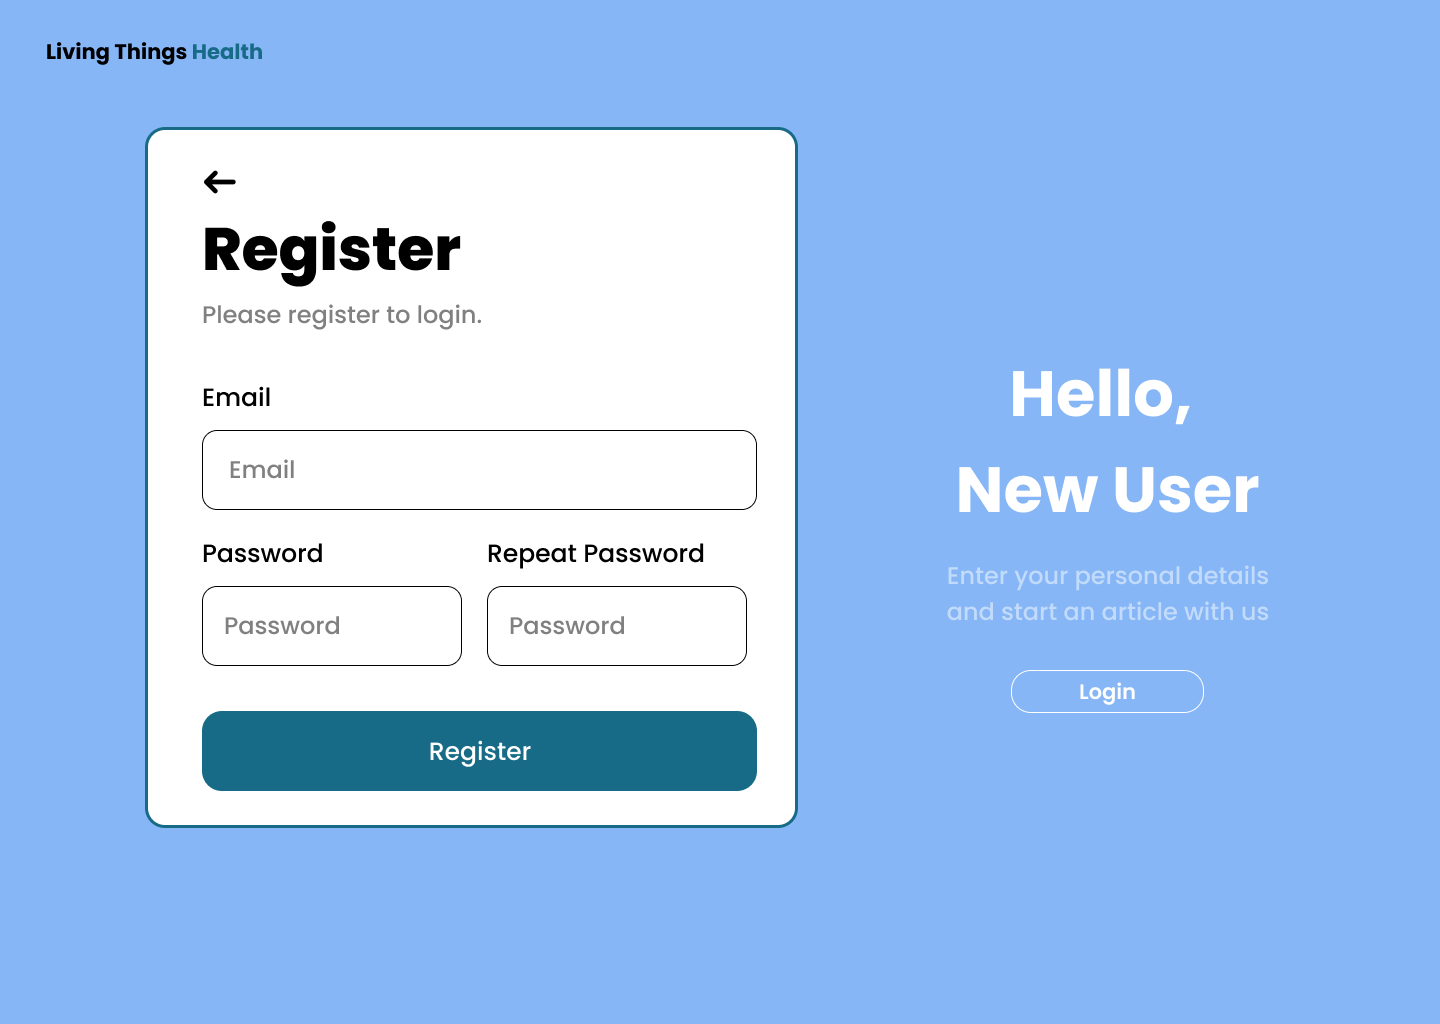 Living Things Health
Register
Please register to login.
Email
Email
Password
Repeat Password
Password
Password
Register
Hello,
New User
Enter your personal details
and start an article with us
Login